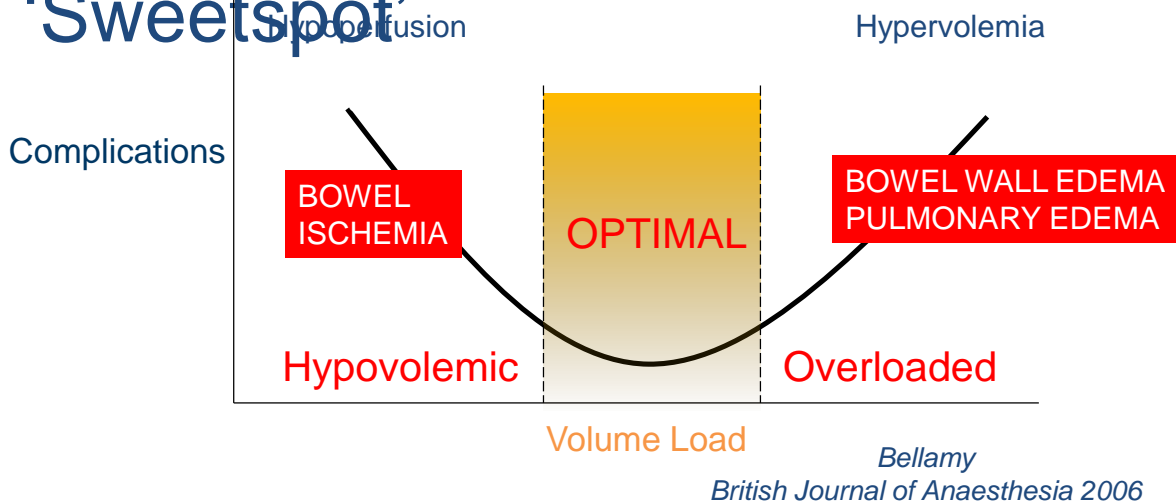 'Sweetspot'
Hypoperfusion
Hypervolemia
Complications
BOWEL
ISCHEMIA
OPTIMAL
BOWEL WALL EDEMA
PULMONARY EDEMA
Hypovolemic
Overloaded
Volume Load
Bellamy
British Journal of Anaesthesia 2006